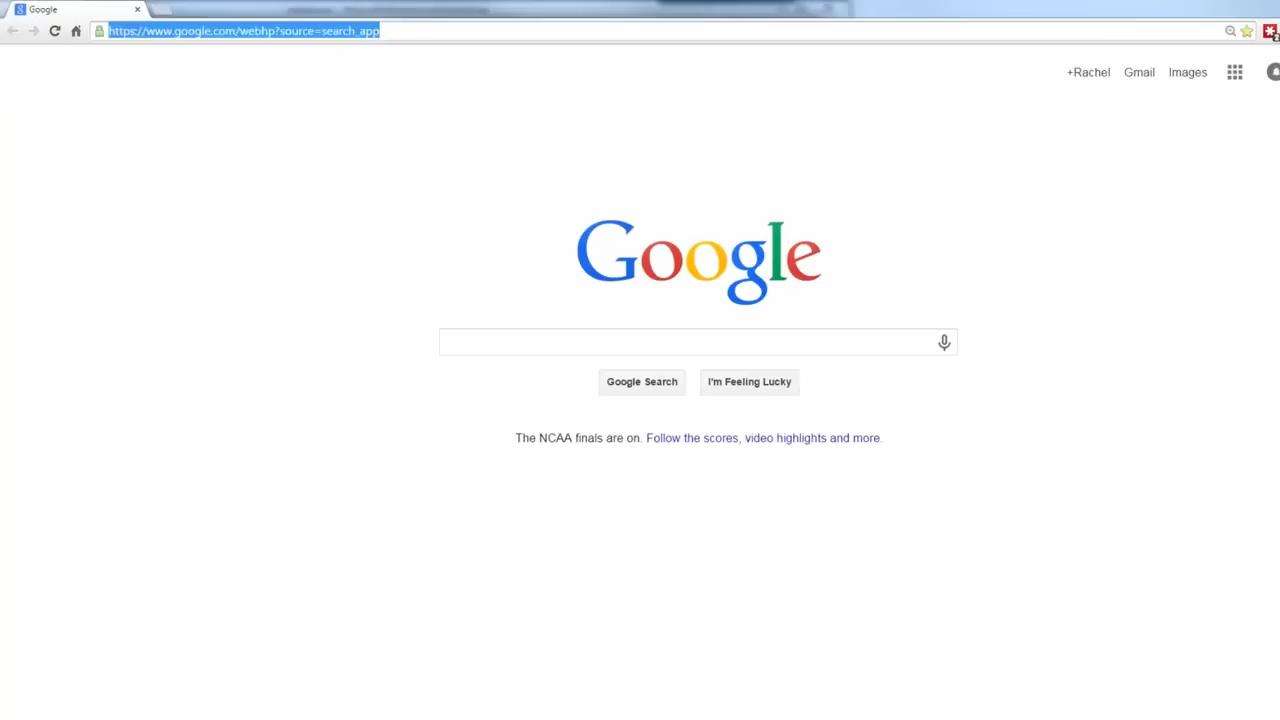 Google
https://www.google.com/webhp?source=search_app
+Rachel Gmail Images
Google
Google Search I'm Feeling Lucky
The NCAA finals are on. Follow the scores, video highlights and more.